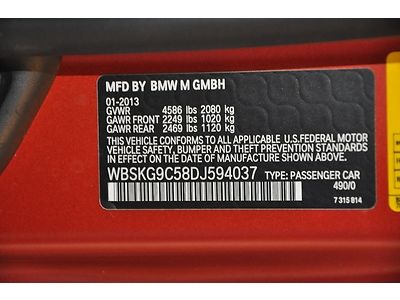 MFD BY BMW M GMBH
01-2013
GVWR 4586 lbs 2080 kg
GAWR FRONT 2249 lbs 1020 kg
GAWR REAR 2469 lbs 1120 kg
THIS VEHICLE CONFORMS TO ALL APPLICABLE U.S.FEDERAL MOTOR
VEHICLE SAFETY, BUMPER, AND THEFT PREVENTION STANDARDS
IN EFFECT ON THE DATE OF MANUFACTURE SHOWN ABOVE.
WBSKG9C58DJ594037 TYPE: PASSENGER CAR
490/0
7 315 814